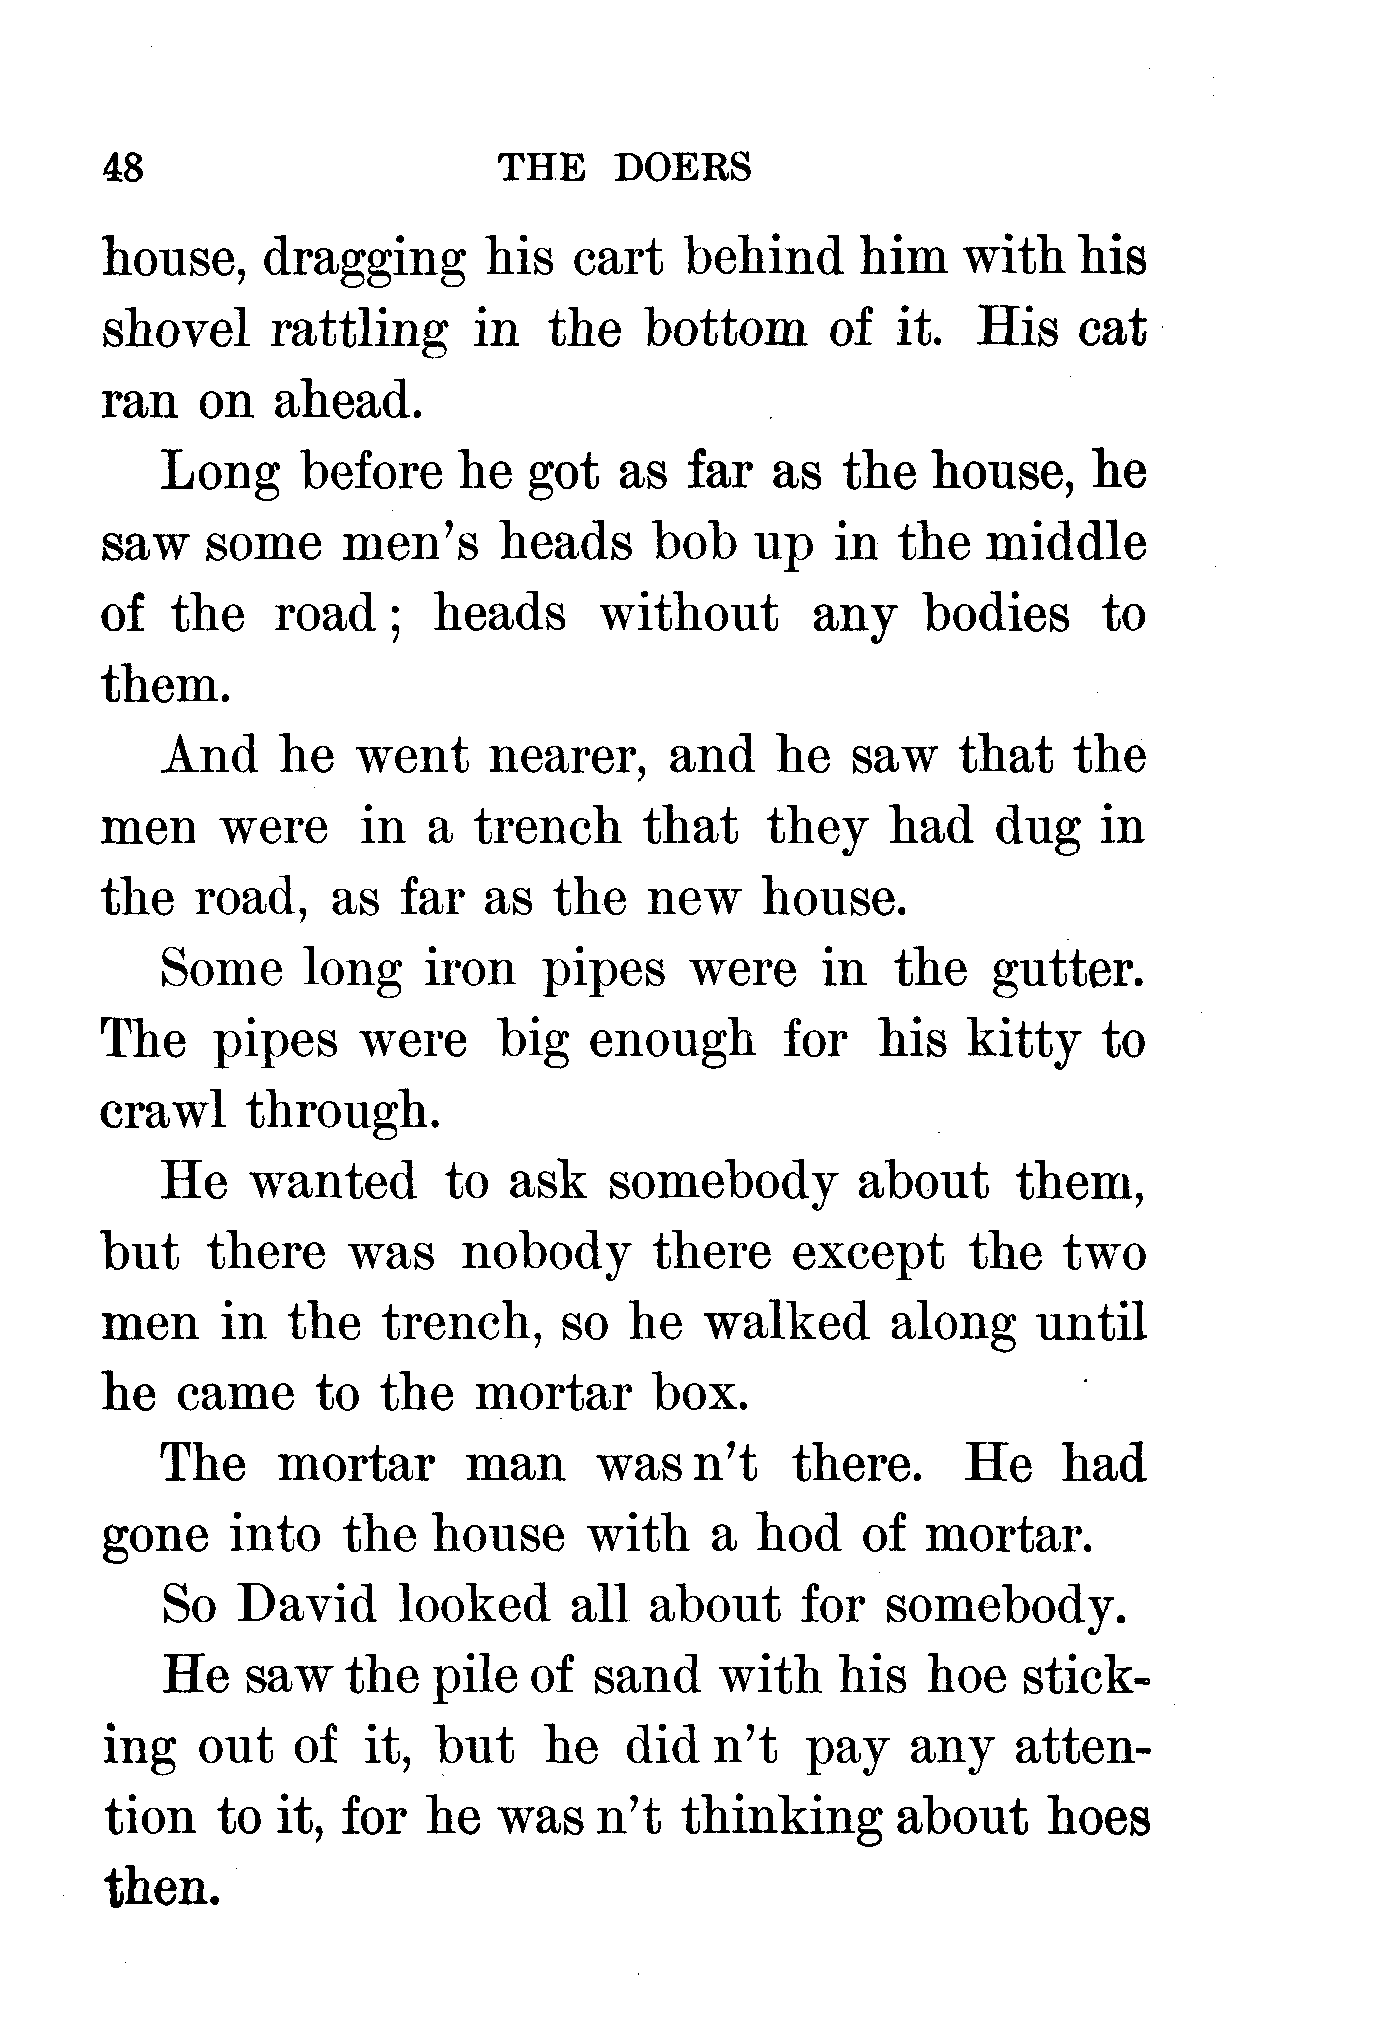 48 THE DOERS
house, dragging his cart behind him with his
shovel rattling in the bottom of it. His cat
ran on ahead.
Long before he got as far as the house, he
saw some men's heads bob up in the middle
of the road; heads without any bodies to
them.
And he went nearer, and he saw that the
men were in a trench that they had dug in
the road, as far as the new house.
Some long iron pipes were in the gutter.
The pipes were big enough for his kitty to
crawl through.
He wanted to ask somebody about them,
but there was nobody there except the two
men in the trench, so he walked along until
he came to the mortar box.
The mortar man was n't there. He had
gone into the house with a hod of mortar.
So David looked all about for somebody.
He saw the pile of sand with his hoe stick-
ing out of it, but he did n't pay any atten-
tion to it, for he was n't thinking about hoes
then.